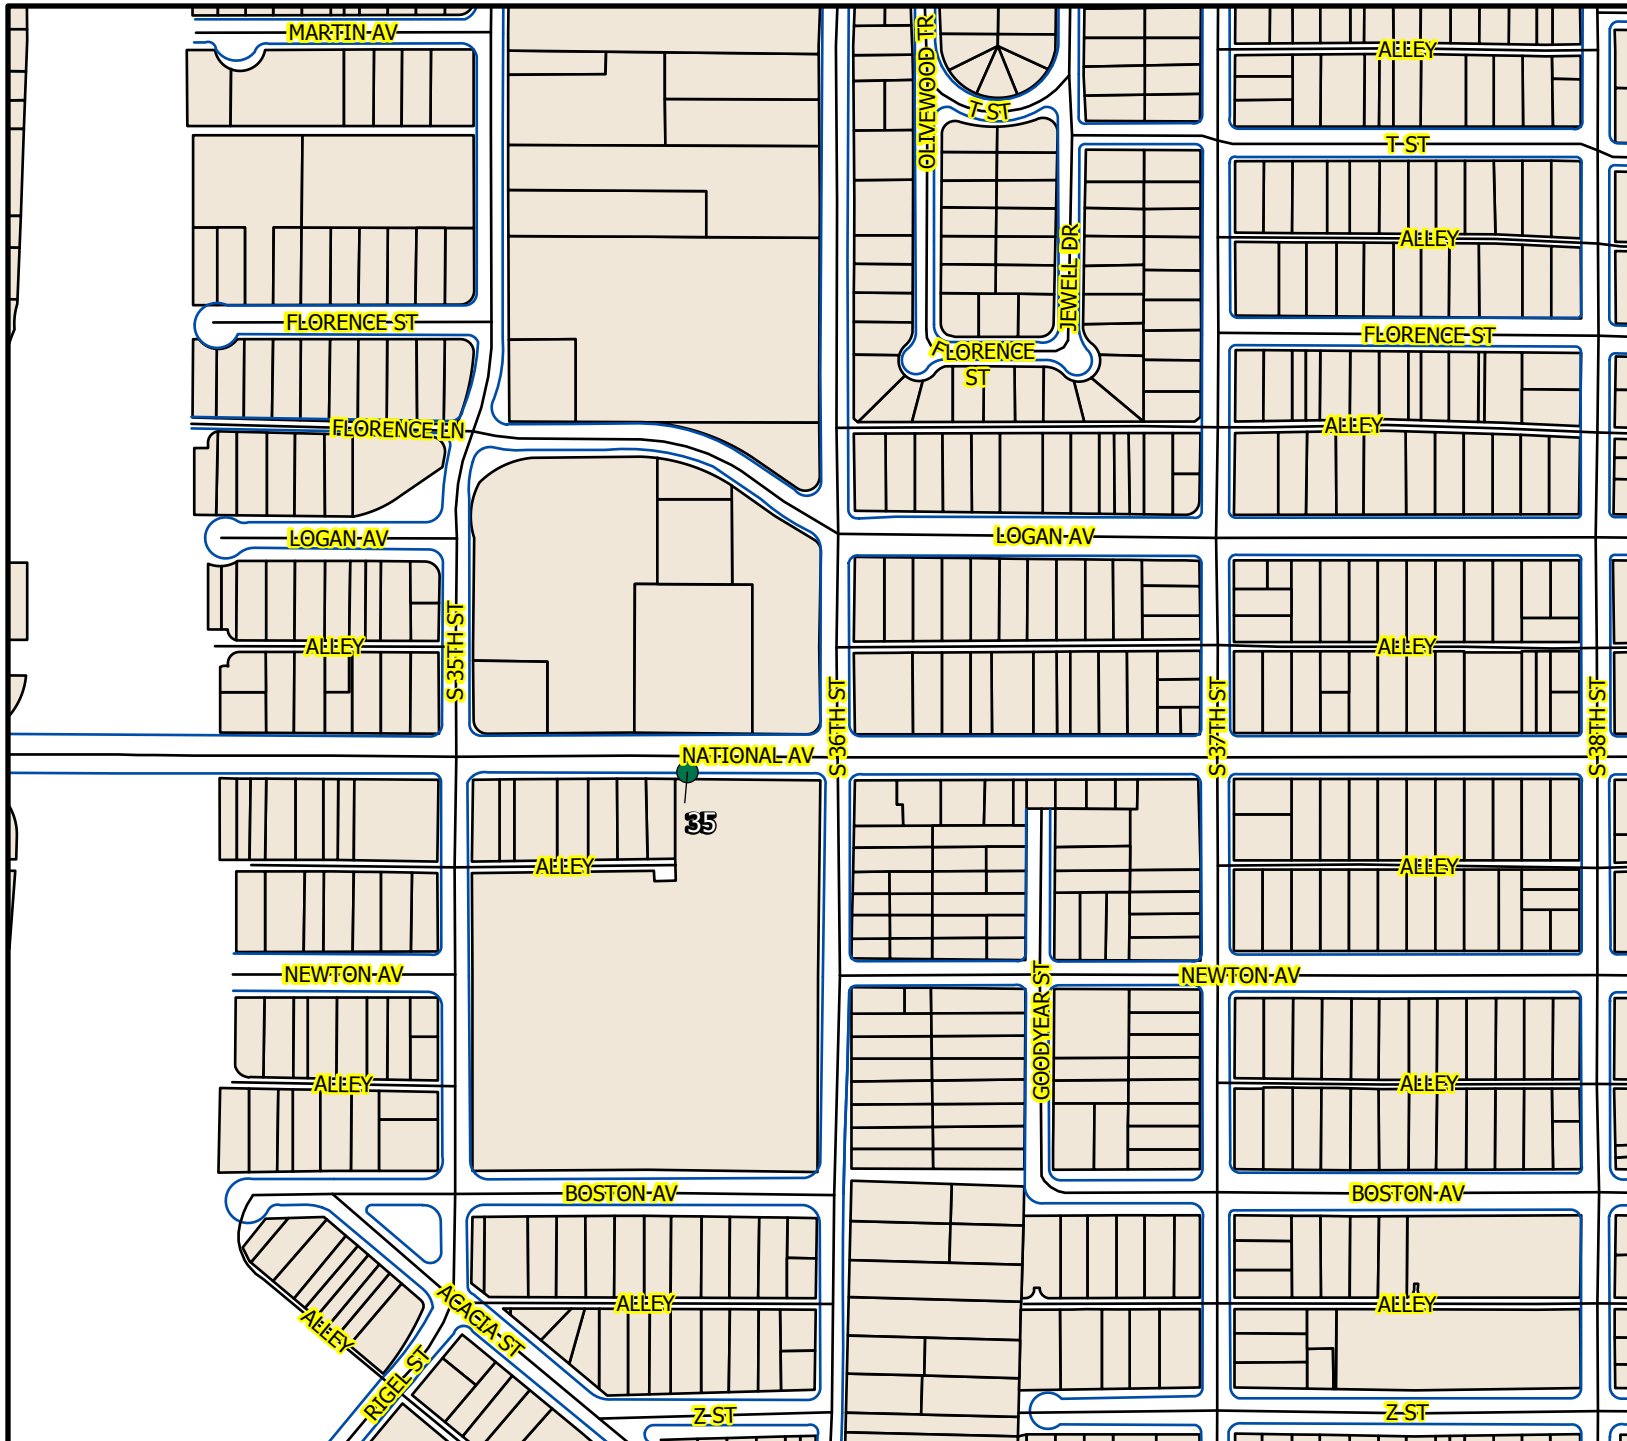 MARTIN AV
OLIVEWOOD TR
ALLEY
T ST
T ST
JEWELL DR
ALLEY
FLORENCE ST
FLORENCE
ST
FLORENCE ST
FLORENCE LN
ALLEY
LOGAN AV
LOGAN AV
S 35TH ST
ALLEY
ALLEY
S 36TH ST
S 37TH ST
S 38TH ST
NATIONAL AV
35
ALLEY
ALLEY
NEWTON AV
NEWTON AV
GOODYEAR ST
ALLEY
ALLEY
BOSTON AV
BOSTON AV
ACACIA ST
ALLEY
ALLEY
ALLEY
RIGEL ST
Z ST
Z ST